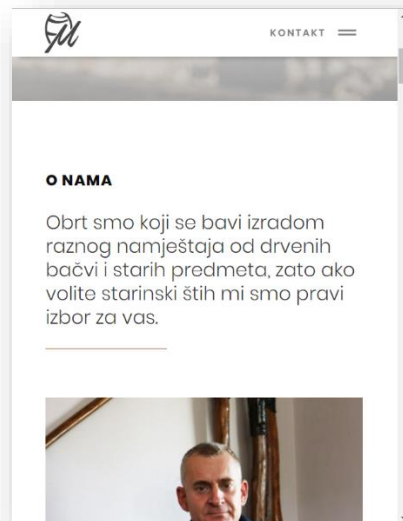 KONTAKT
O NAMA
Obrt smo koji se bavi izradom
raznog namještaja od drvenih
bačvi i starih predmeta, zato ako
volite starinski štih mi smo pravi
izbor za vas.